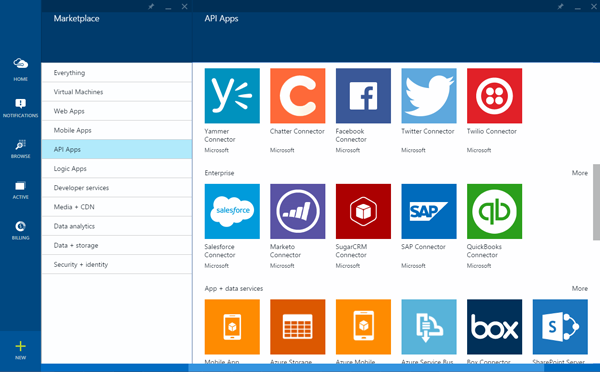 Marketplace
API Apps
HOME
NOTIFICATIONS
BROWSE
ACTIVE
BILLING
NEW
Everything
Virtual Machines
Web Apps
Mobile Apps
API Apps
Logic Apps
Developer services
Media + CDN
Data analytics
Data + storage
Security + identity
Yammer
Connector
Microsoft
Chatter Connector
Microsoft
Facebook
Connector
Microsoft
Twitter Connector
Microsoft
Twilio Connector
Microsoft
Enterprise
More
salesforce
SAP
qb
Salesforce
Connector
Microsoft
Marketo
Connector
Microsoft
SugarCRM
Connector
Microsoft
SAP Connector
Microsoft
QuickBooks
Connector
Microsoft
App + data services
More
box
S
Mobile App
Azure Storage
Azure Mobile
Azure Service Bus
Box Connector
SharePoint Server